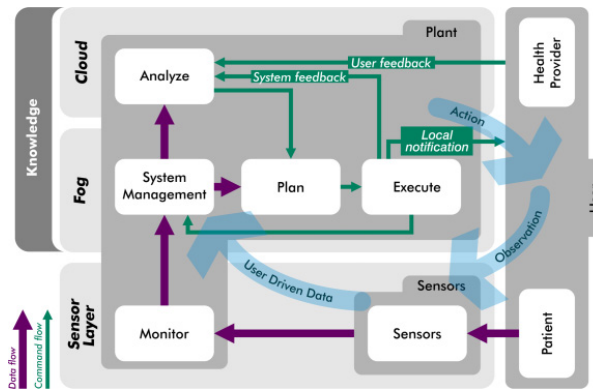 Cloud
Plant
Analyze
User feedback
System feedback
Health
Provider
Action
Local
notification
Knowledge
Fog
System
Management
Plan
Execute
Observation
User Driven Data
Sensors
Sensor
Layer
Monitor
Sensors
Patient
Data flow
Command flow